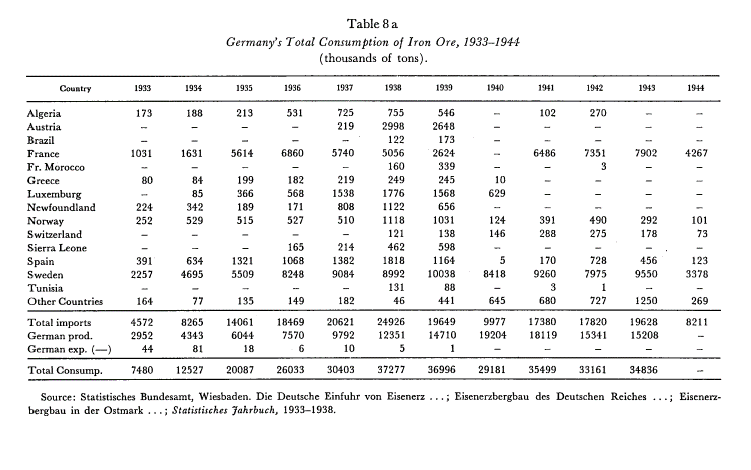 Table 8 a
Germany's Total Consumption of Iron Ore, 1933–1944
(thousands of tons).
Country 1933 1934 1935 1936 1937 1938 1939 1940 1941 1942 1943 1944
Algeria 173 188 213 531 725 755 546 – 102 270 – –
Austria – – – – 219 2998 2648 – – – – –
Brazil – – – – – 122 173 – – – – –
France 1031 1631 5614 6860 5740 5056 2624 – 6486 7351 7902 4267
Fr. Morocco – – – – – 160 339 – – 3 – –
Greece 80 84 199 182 219 249 245 10 – – – –
Luxemburg – 85 366 568 1538 1776 1568 629 – – – –
Newfoundland 224 342 189 171 808 1122 656 – – – – –
Norway 252 529 515 527 510 1118 1031 124 391 490 292 101
Switzerland – – – – – 121 138 146 288 275 178 73
Sierra Leone – – – 165 214 462 598 – – – – –
Spain 391 634 1321 1068 1382 1818 1164 5 170 728 456 123
Sweden 2257 4695 5509 8248 9084 8992 10038 8418 9260 7975 9550 3378
Tunisia – – – – – 131 88 – 3 1 – –
Other Countries 164 77 135 149 182 46 441 645 680 727 1250 269
Total imports 4572 8265 14061 18469 20621 24926 19649 9977 17380 17820 19628 8211
German prod. 2952 4343 6044 7570 9792 12351 14710 19204 18119 15341 15208 –
German exp. (—) 44 81 18 6 10 5 1 – – – – –
Total Consump. 7480 12527 20087 26033 30403 37277 36996 29181 35499 33161 34836 –
Source: Statistisches Bundesamt, Wiesbaden. Die Deutsche Einfuhr von Eisenerz ...; Eisenerzbergbau des Deutschen Reiches ...; Eisenerz-
bergbau in der Ostmark ...; Statistisches Jahrbuch, 1933–1938.